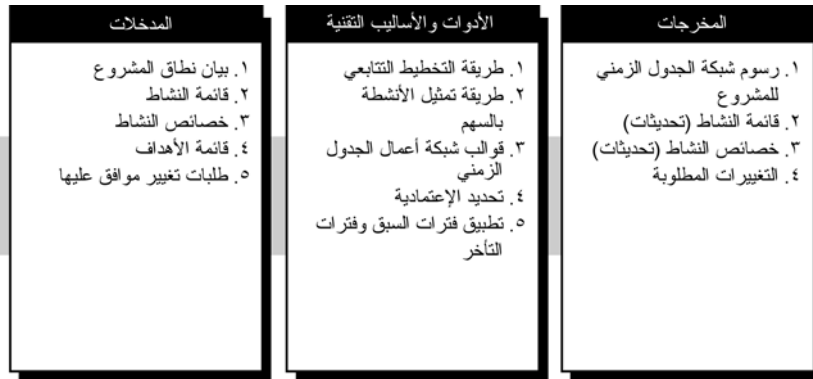 المدخلات
١. بيان نطاق المشروع
٢. قائمة النشاط
٣. خصائص النشاط
٤. قائمة الأهداف
٥. طلبات تغيير موافق عليها
الأدوات والأساليب التقنية
١. طريقة التخطيط التتابعي
٢. طريقة تمثيل الأنشطة
بالسهم
٣. قوالب شبكة أعمال الجدول
الزمني
٤. تحديد الإعتمادية
٥. تطبيق فترات السبق وفترات
التأخر
المخرجات
١. رسوم شبكة الجدول الزمني
للمشروع
٢. قائمة النشاط (تحديثات)
٣. خصائص النشاط (تحديثات)
٤. التغييرات المطلوبة